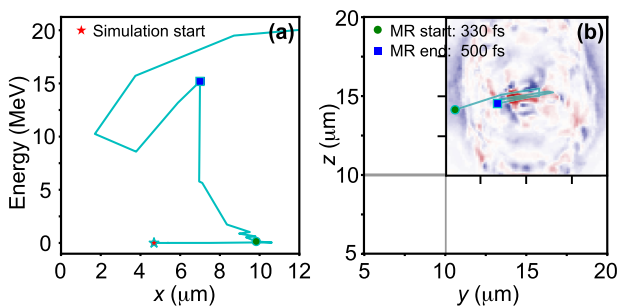 20
15
10
5
0
Energy (MeV)
★ Simulation start
(a)
0 2 4 6 8 10 12
x (μm)
20
15
10
5
z (μm)
MR start: 330 fs
(b)
MR end: 500 fs
5 10 15 20
y (μm)